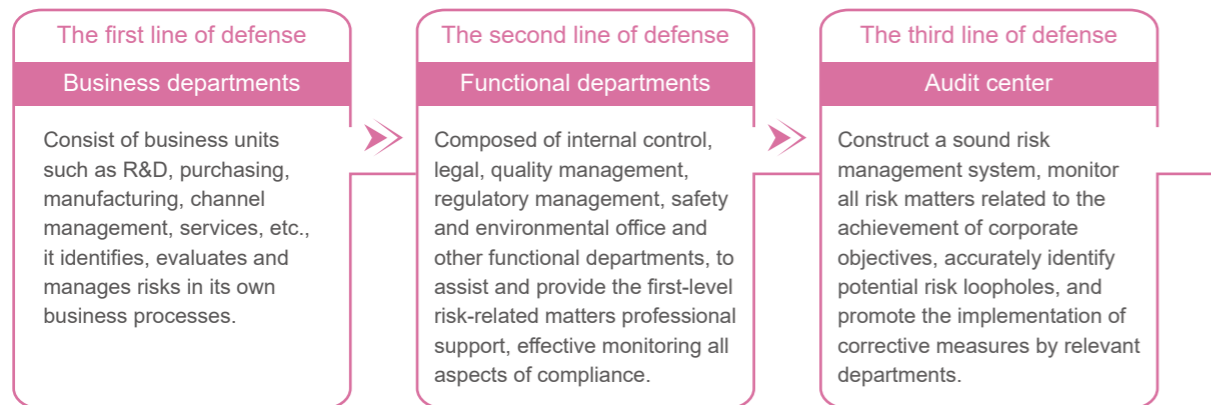 The first line of defense
Business departments
Consist of business units
such as R&D, purchasing,
manufacturing, channel
management, services, etc.,
it identifies, evaluates and
manages risks in its own
business processes.
The second line of defense
Functional departments
Composed of internal control,
legal, quality management,
regulatory management, safety
and environmental office and
other functional departments, to
assist and provide the first-level
risk-related matters professional
support, effective monitoring all
aspects of compliance.
The third line of defense
Audit center
Construct a sound risk
management system, monitor
all risk matters related to the
achievement of corporate
objectives, accurately identify
potential risk loopholes, and
promote the implementation of
corrective measures by relevant
departments.